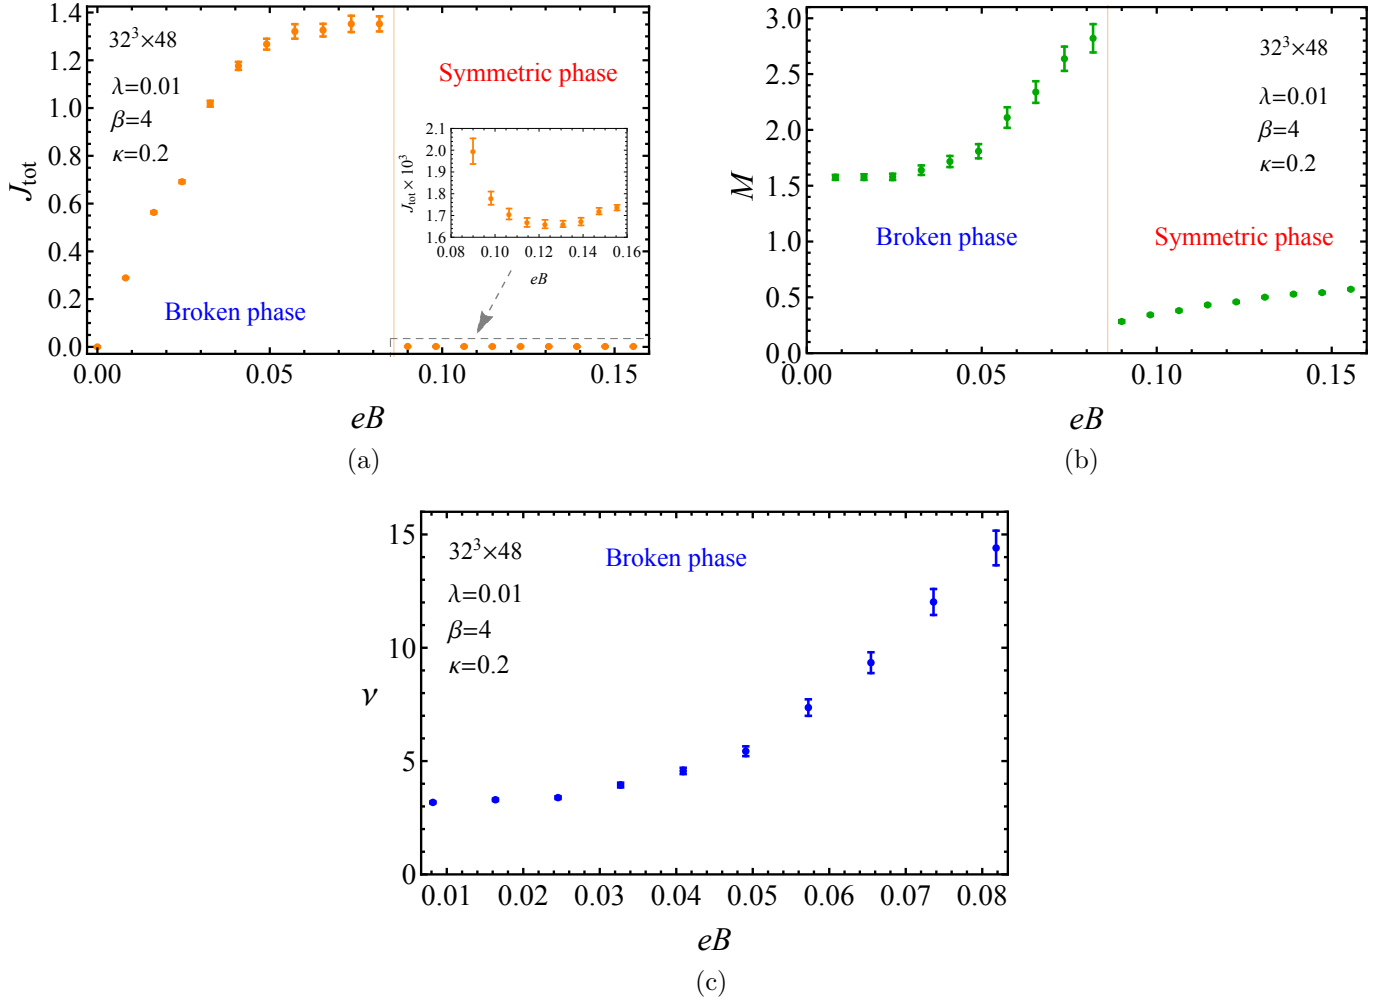 1.4
1.2
1.0
0.8
0.6
0.4
0.2
0.0
J_tot
32³×48
λ=0.01
β=4
κ=0.2
Symmetric phase
Broken phase
2.1
2.0
1.9
1.8
1.7
1.6
J_tot × 10³
0.08 0.10 0.12 0.14 0.16
eB
0.00 0.05 0.10 0.15
eB
(a)
3.0
2.5
2.0
1.5
1.0
0.5
0.0
M
32³×48
λ=0.01
β=4
κ=0.2
Broken phase
Symmetric phase
0.00 0.05 0.10 0.15
eB
(b)
15
10
5
0
ν
32³×48
λ=0.01
β=4
κ=0.2
Broken phase
0.01 0.02 0.03 0.04 0.05 0.06 0.07 0.08
eB
(c)